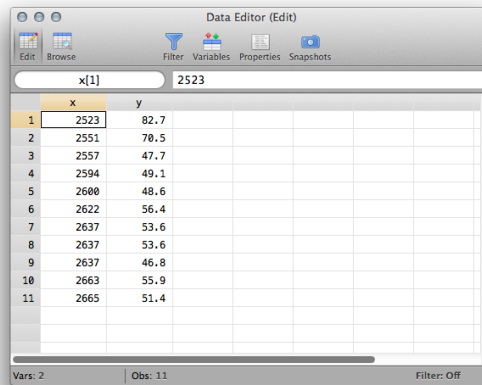 Data Editor (Edit)
Edit Browse Filter Variables Properties Snapshots
x[1] 2523
x y
1 2523 82.7
2 2551 70.5
3 2557 47.7
4 2594 49.1
5 2600 48.6
6 2622 56.4
7 2637 53.6
8 2637 53.6
9 2637 46.8
10 2663 55.9
11 2665 51.4
Vars: 2 Obs: 11 Filter: Off